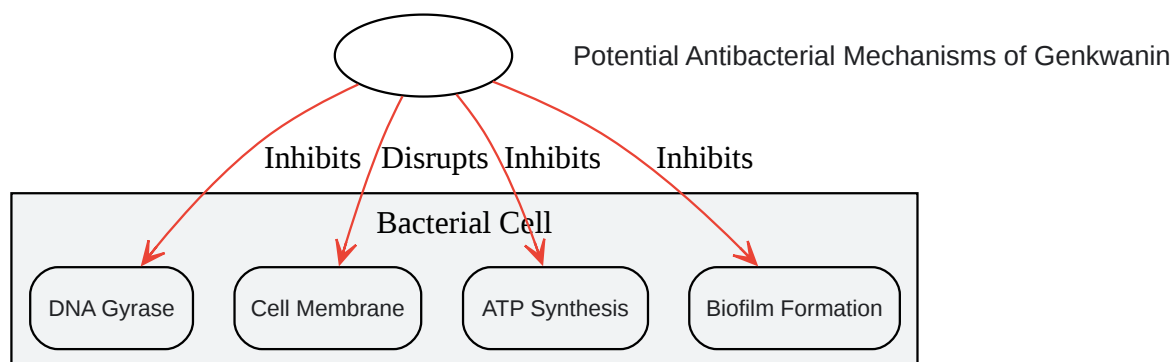 Potential Antibacterial Mechanisms of Genkwanin
Inhibits
Disrupts
Inhibits
Inhibits
Bacterial Cell
DNA Gyrase
Cell Membrane
ATP Synthesis
Biofilm Formation